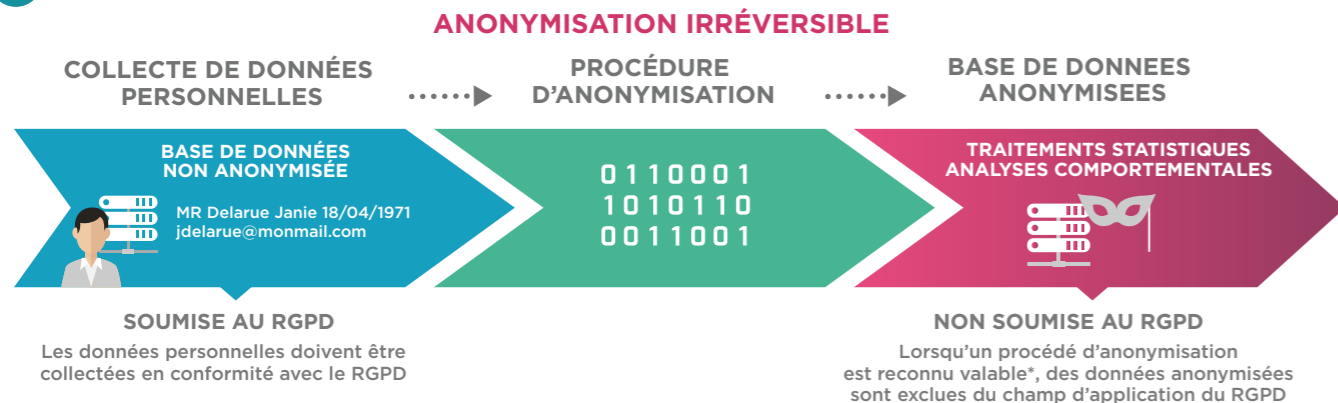 ANONYMISATION IRRÉVERSIBLE
COLLECTE DE DONNÉES
PERSONNELLES
PROCÉDURE
D'ANONYMISATION
BASE DE DONNEES
ANONYMISEES
BASE DE DONNÉES
NON ANONYMISÉE
MR Delarue Janie 18/04/1971
jdelarue@monmail.com
0110001
1010110
0011001
TRAITEMENTS STATISTIQUES
ANALYSES COMPORTEMENTALES
SOUMISE AU RGPD
Les données personnelles doivent être
collectées en conformité avec le RGPD
NON SOUMISE AU RGPD
Lorsqu'un procédé d'anonymisation
est reconnu valable*, des données anonymisées
sont exclues du champ d'application du RGPD